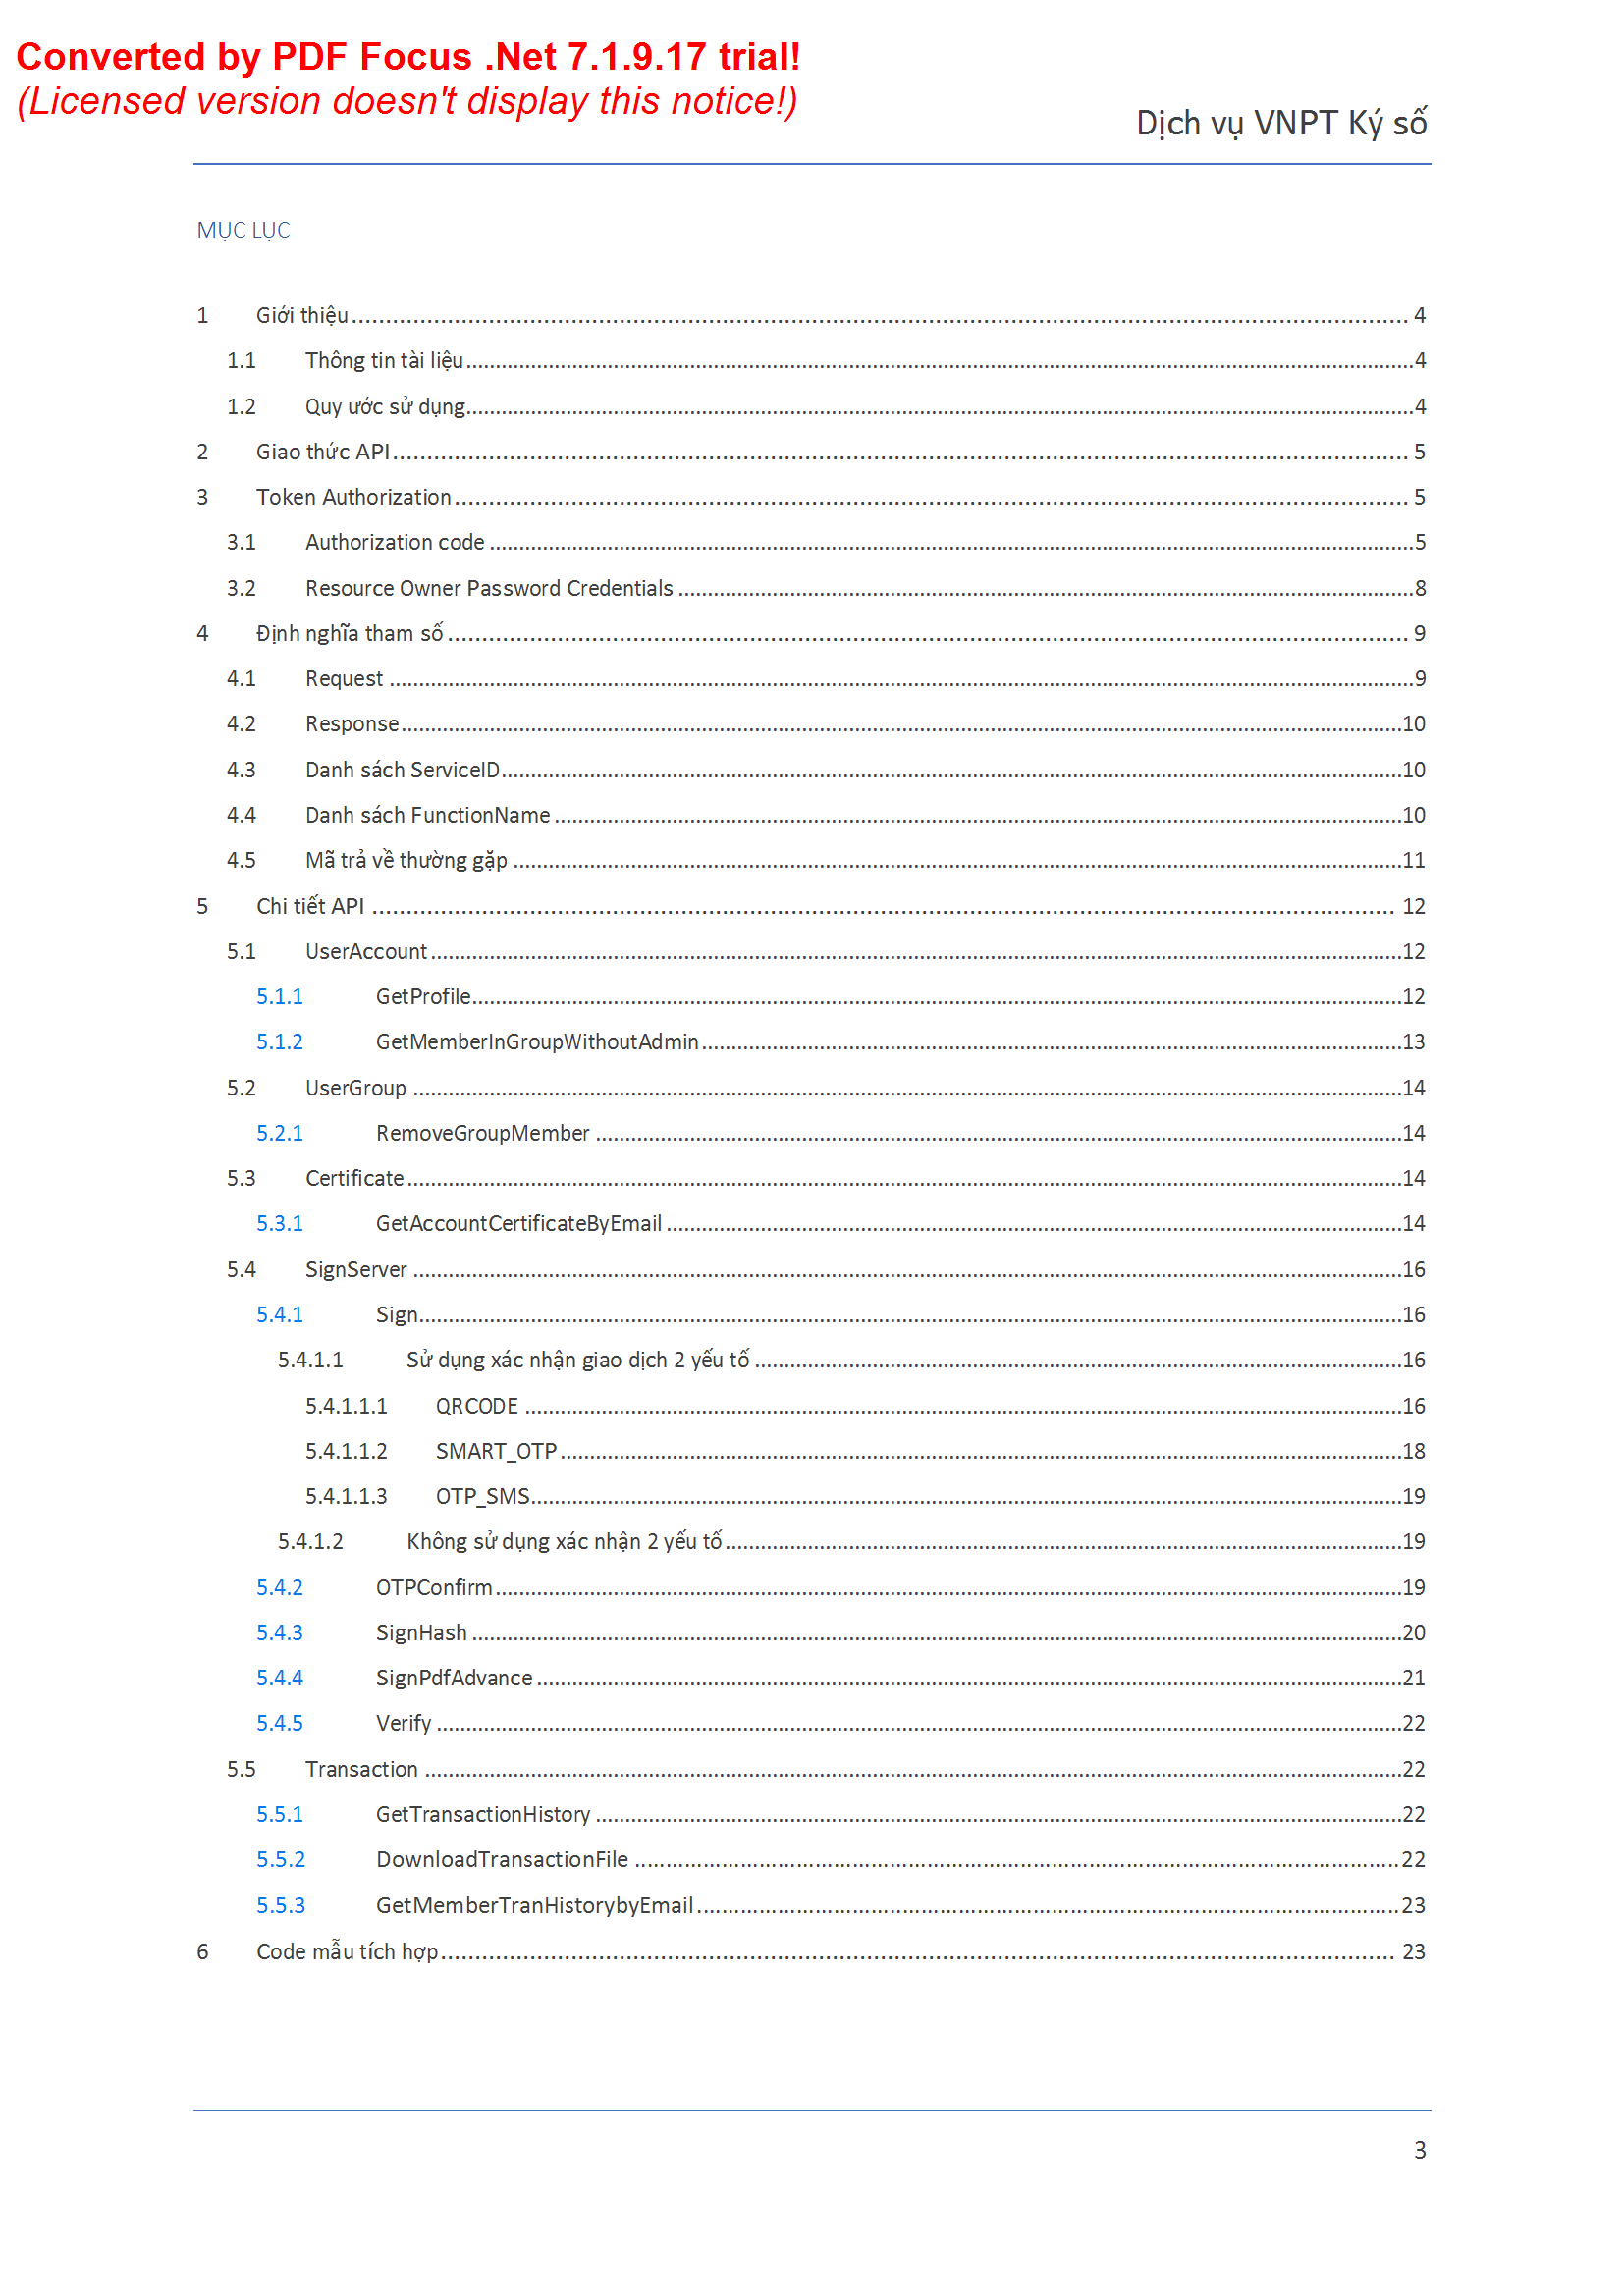 Converted by PDF Focus .Net 7.1.9.17 trial!
(Licensed version doesn't display this notice!)
Dịch vụ VNPT Ký số
MỤC LỤC
1 Giới thiệu 4
1.1 Thông tin tài liệu 4
1.2 Quy ước sử dụng 4
2 Giao thức API 5
3 Token Authorization 5
3.1 Authorization code 5
3.2 Resource Owner Password Credentials 8
4 Định nghĩa tham số 9
4.1 Request 9
4.2 Response 10
4.3 Danh sách ServiceID 10
4.4 Danh sách FunctionName 10
4.5 Mã trả về thường gặp 11
5 Chi tiết API 12
5.1 UserAccount 12
5.1.1 GetProfile 12
5.1.2 GetMemberInGroupWithoutAdmin 13
5.2 UserGroup 14
5.2.1 RemoveGroupMember 14
5.3 Certificate 14
5.3.1 GetAccountCertificateByEmail 14
5.4 SignServer 16
5.4.1 Sign 16
5.4.1.1 Sử dụng xác nhận giao dịch 2 yếu tố 16
5.4.1.1.1 QRCODE 16
5.4.1.1.2 SMART_OTP 18
5.4.1.1.3 OTP_SMS 19
5.4.1.2 Không sử dụng xác nhận 2 yếu tố 19
5.4.2 OTPConfirm 19
5.4.3 SignHash 20
5.4.4 SignPdfAdvance 21
5.4.5 Verify 22
5.5 Transaction 22
5.5.1 GetTransactionHistory 22
5.5.2 DownloadTransactionFile 22
5.5.3 GetMemberTranHistorybyEmail 23
6 Code mẫu tích hợp 23
3